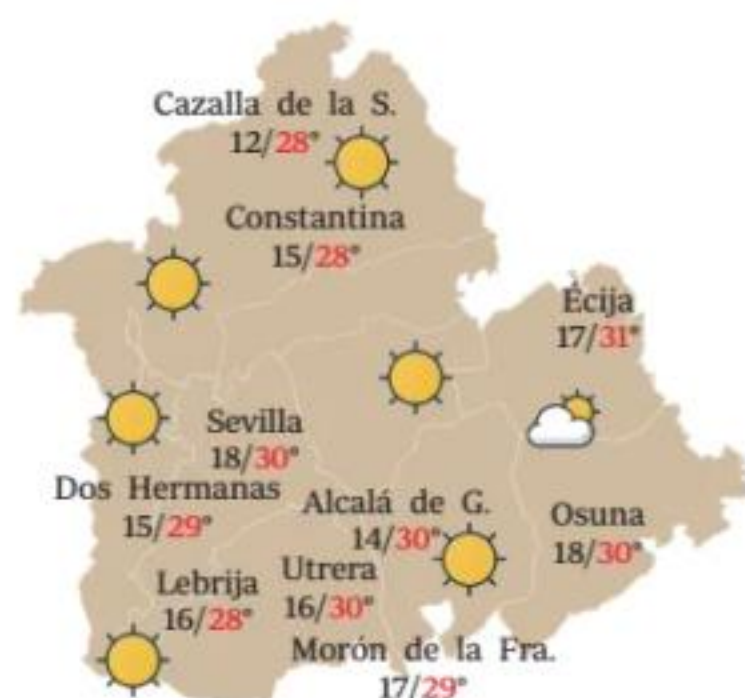 Cazalla de la S.
12/28°
Constantina
15/28°
Écija
17/31°
Sevilla
18/30°
Dos Hermanas
15/29°
Alcalá de G.
14/30°
Osuna
18/30°
Lebrija
16/28°
Utrera
16/30°
Morón de la Fra.
17/29°